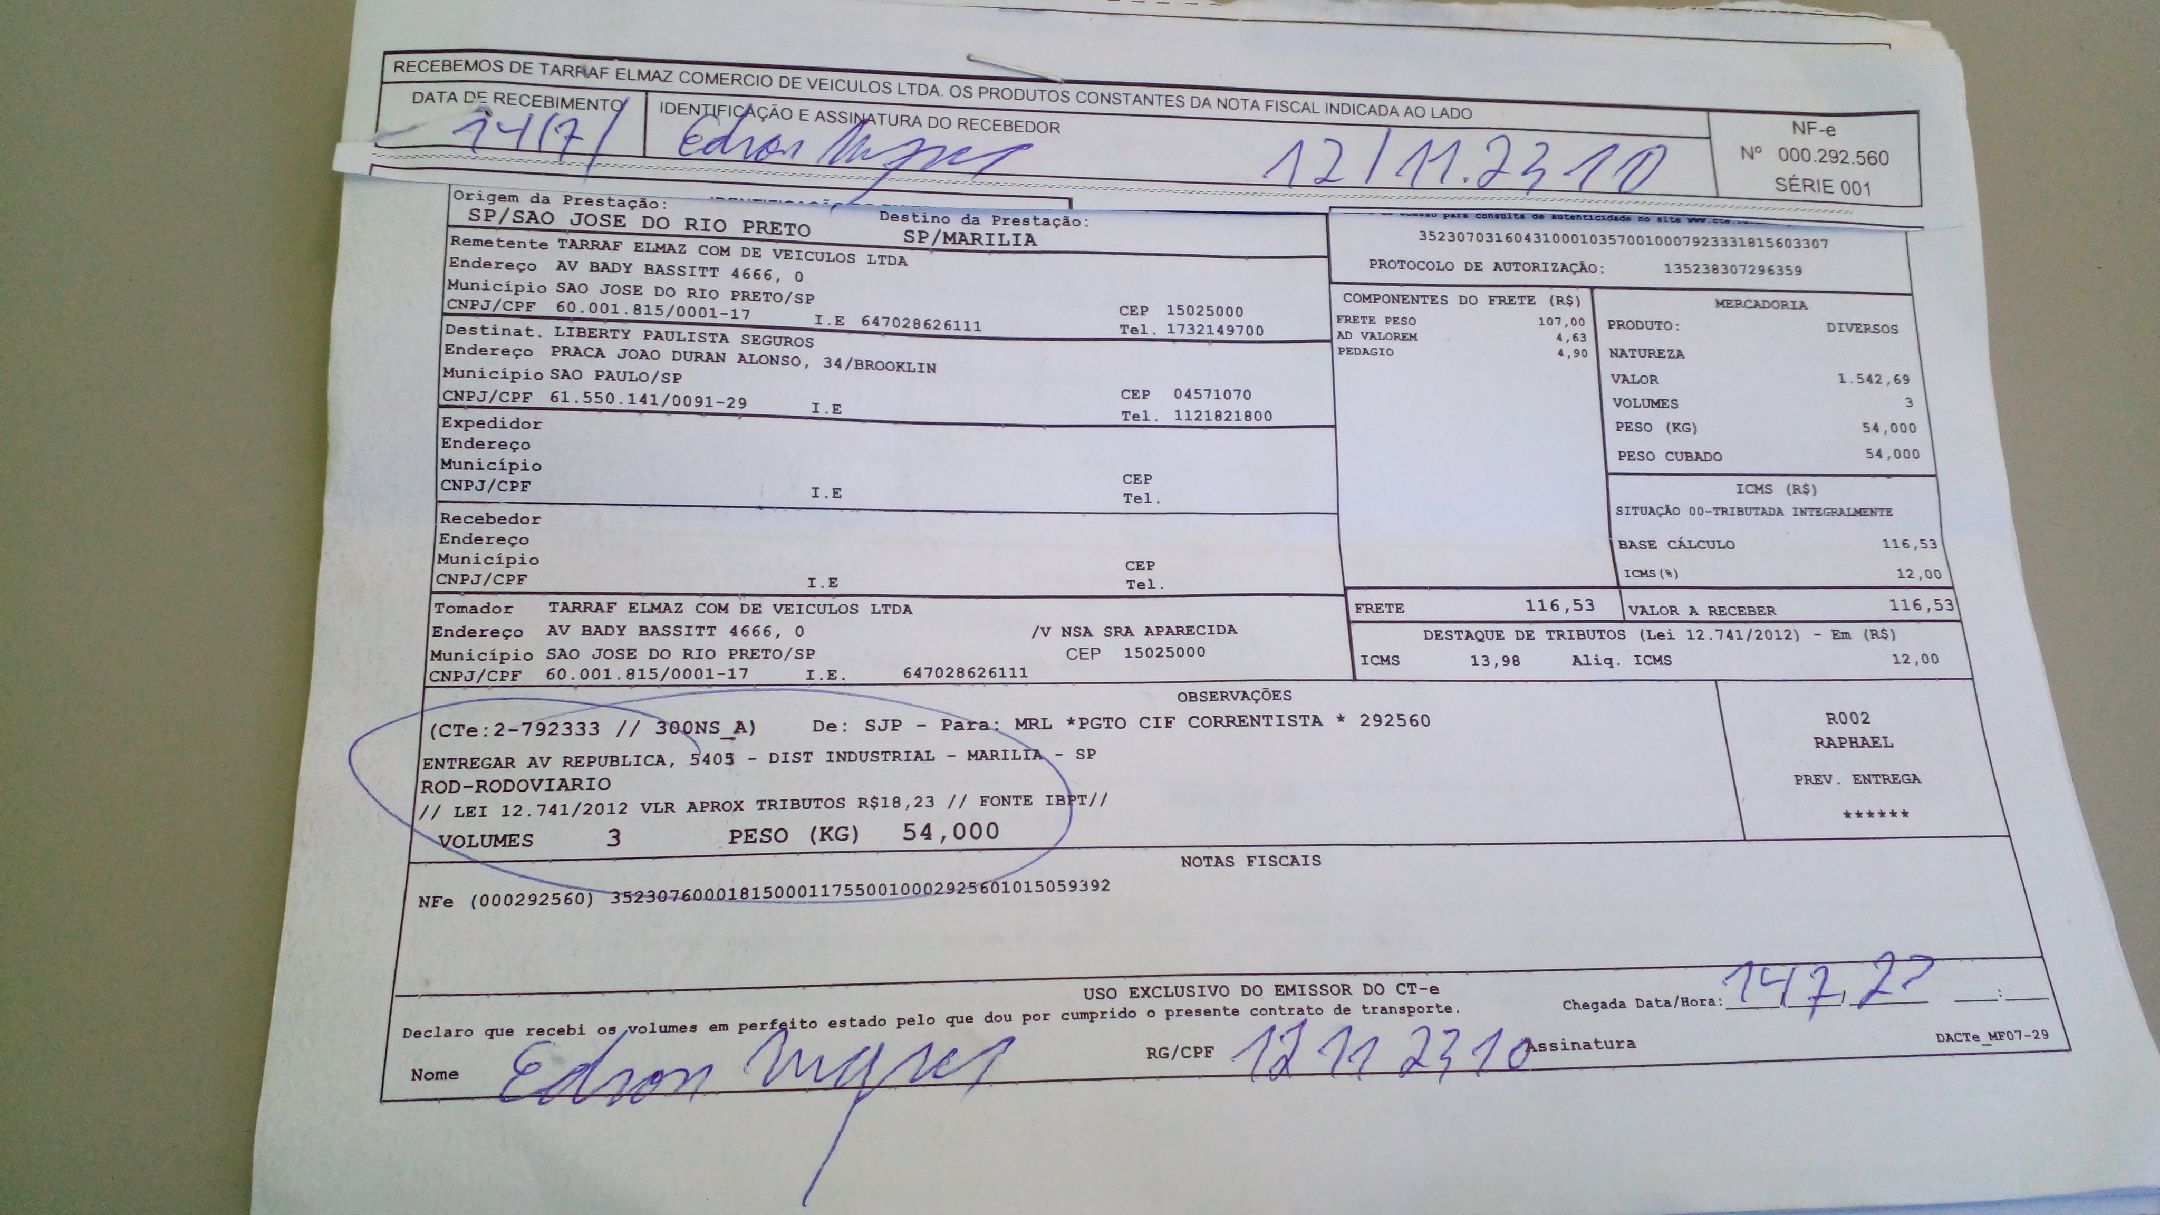 RECEBEMOS DE TARRAF ELMAZ COMERCIO DE VEICULOS LTDA. OS PRODUTOS CONSTANTES DA NOTA FISCAL INDICADA AO LADO
DATA DE RECEBIMENTO
14/7/
IDENTIFICAÇÃO E ASSINATURA DO RECEBEDOR
Edson
12/11.2310
NF-e
Nº 000.292.560
SÉRIE 001
Origem da Prestação:
SP/SAO JOSE DO RIO PRETO
Destino da Prestação:
SP/MARILIA
Remetente TARRAF ELMAZ COM DE VEICULOS LTDA
Endereço AV BADY BASSITT 4666, 0
Município SAO JOSE DO RIO PRETO/SP CEP 15025000
CNPJ/CPF 60.001.815/0001-17 I.E 647028626111 Tel. 1732149700
Destinat. LIBERTY PAULISTA SEGUROS
Endereço PRACA JOAO DURAN ALONSO, 34/BROOKLIN
Município SAO PAULO/SP CEP 04571070
CNPJ/CPF 61.550.141/0091-29 I.E Tel. 1121821800
Expedidor
Endereço
Município CEP
CNPJ/CPF I.E Tel.
Recebedor
Endereço
Município CEP
CNPJ/CPF I.E Tel.
Tomador TARRAF ELMAZ COM DE VEICULOS LTDA
Endereço AV BADY BASSITT 4666, 0 /V NSA SRA APARECIDA
Município SAO JOSE DO RIO PRETO/SP CEP 15025000
CNPJ/CPF 60.001.815/0001-17 I.E. 647028626111
para consulta de autenticidade no site www.cte.
35230703160431000103570010007923331815603307
PROTOCOLO DE AUTORIZAÇÃO: 135238307296359
COMPONENTES DO FRETE (R$)
FRETE PESO 107,00
AD VALOREM 4,63
PEDAGIO 4,90
MERCADORIA
PRODUTO: DIVERSOS
NATUREZA
VALOR 1.542,69
VOLUMES 3
PESO (KG) 54,000
PESO CUBADO 54,000
ICMS (R$)
SITUAÇÃO 00-TRIBUTADA INTEGRALMENTE
BASE CÁLCULO 116,53
ICMS(%) 12,00
FRETE 116,53 VALOR A RECEBER 116,53
DESTAQUE DE TRIBUTOS (Lei 12.741/2012) - Em (R$)
ICMS 13,98 Aliq. ICMS 12,00
OBSERVAÇÕES
(CTe:2-792333 // 300NS_A) De: SJP - Para: MRL *PGTO CIF CORRENTISTA * 292560
ENTREGAR AV REPUBLICA, 5405 - DIST INDUSTRIAL - MARILIA - SP
ROD-RODOVIARIO
// LEI 12.741/2012 VLR APROX TRIBUTOS R$18,23 // FONTE IBPT//
VOLUMES 3 PESO (KG) 54,000
R002
RAPHAEL
PREV. ENTREGA
******
NOTAS FISCAIS
NFe (000292560) 35230760001815000117550010002925601015059392
USO EXCLUSIVO DO EMISSOR DO CT-e
Declaro que recebi os volumes em perfeito estado pelo que dou por cumprido o presente contrato de transporte.
Chegada Data/Hora: 14 7
Nome Edson
RG/CPF 12 11 2310
Assinatura
DACTe_MF07-29